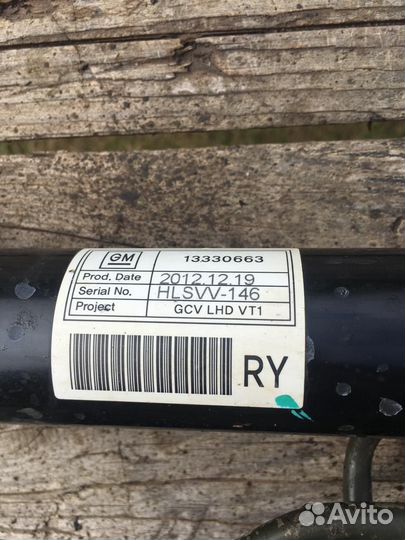 GM 13330663
Prod. Date 2012.12.19
Serial No. HLSVV-146
Project GCV LHD VT1
RY
Avito